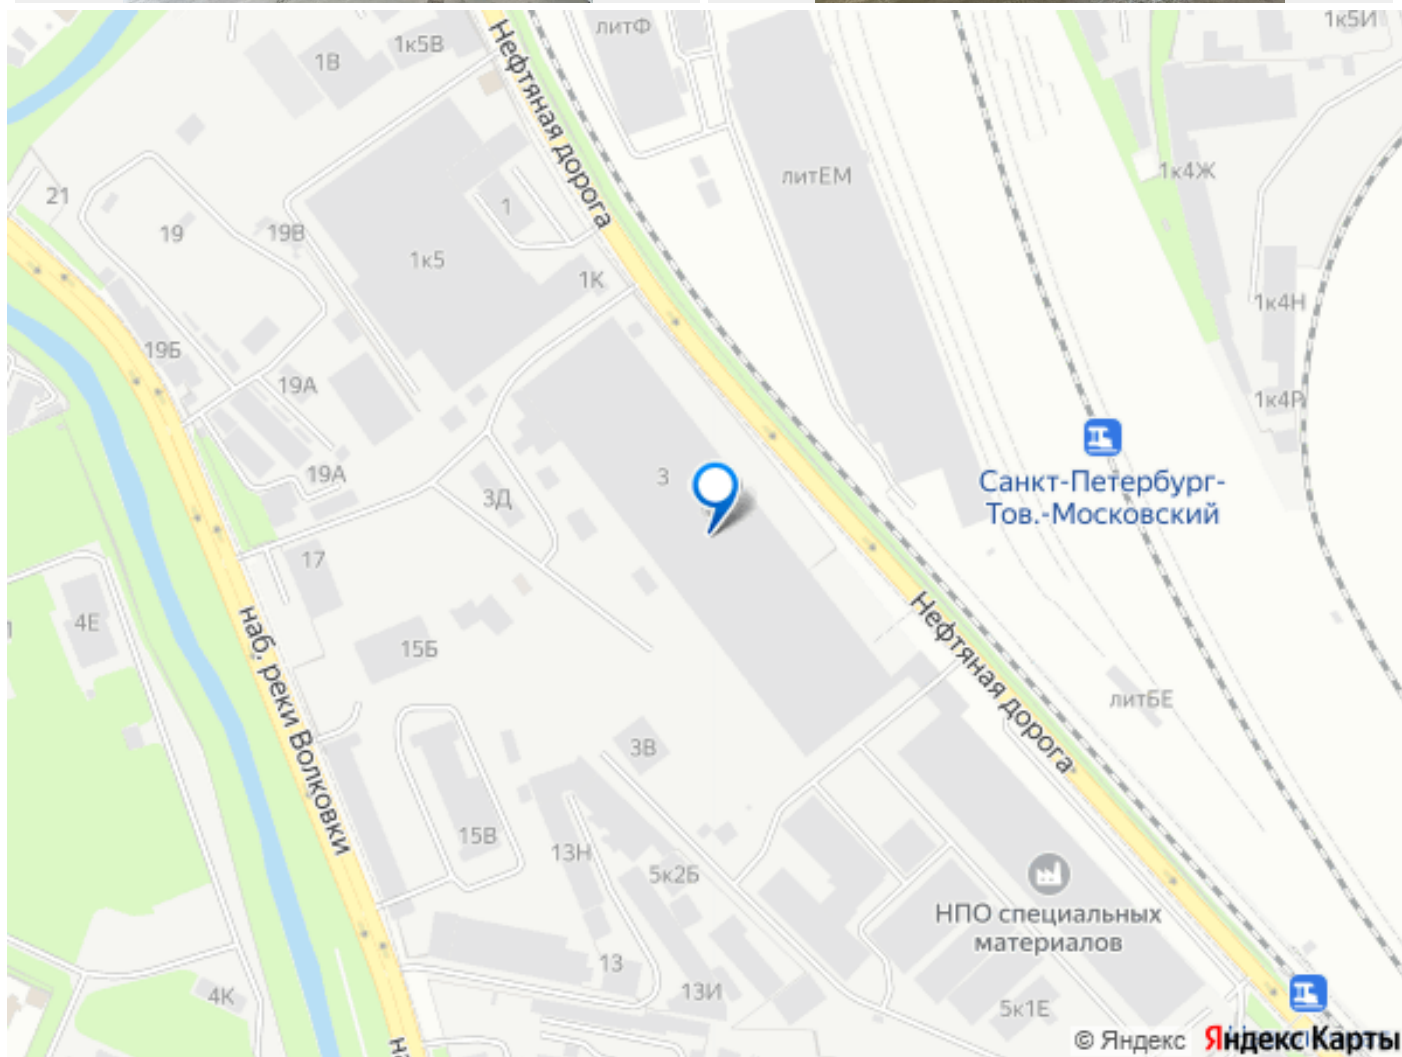 литФ
1к5И
1к5В
1В
Нефтяная дорога
литЕМ
1к4Ж
21
1
19
19В
1к5
1К
1к4Н
19Б
19А
1к4Р
19А
3
3Д
Санкт-Петербург-
Тов.-Московский
17
4Е
15Б
наб. реки Волковки
Нефтяная дорога
литБЕ
3В
15В
13Н
5к2Б
НПО специальных
материалов
13
13И
4К
5к1Е
© Яндекс Яндекс Карты